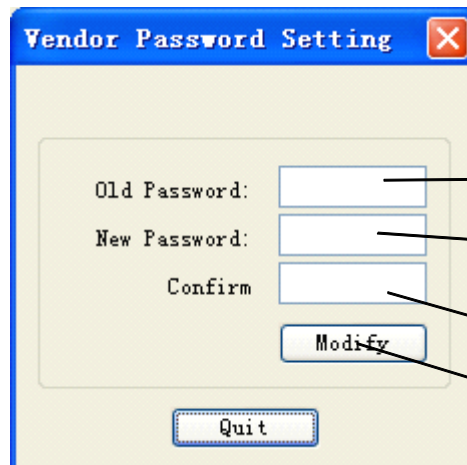 Vendor Password Setting
Old Password:
New Password:
Confirm
Modify
Quit